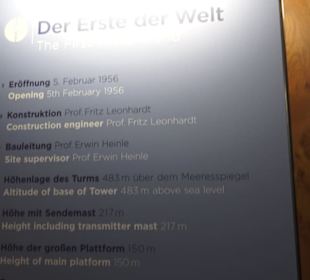 Der Erste der Welt
The
Eröffnung 5. Februar 1956
Opening 5th February 1956
Konstruktion Prof. Fritz Leonhardt
Construction engineer Prof. Fritz Leonhardt
Bauleitung Prof. Erwin Heinle
Site supervisor Prof. Erwin Heinle
Höhenlage des Turms 483 m über dem Meeresspiegel
Altitude of base of Tower 483 m above sea level
Höhe mit Sendemast 217 m
Height including transmitter mast 217 m
Höhe der großen Plattform 150 m
Height of main platform 150 m